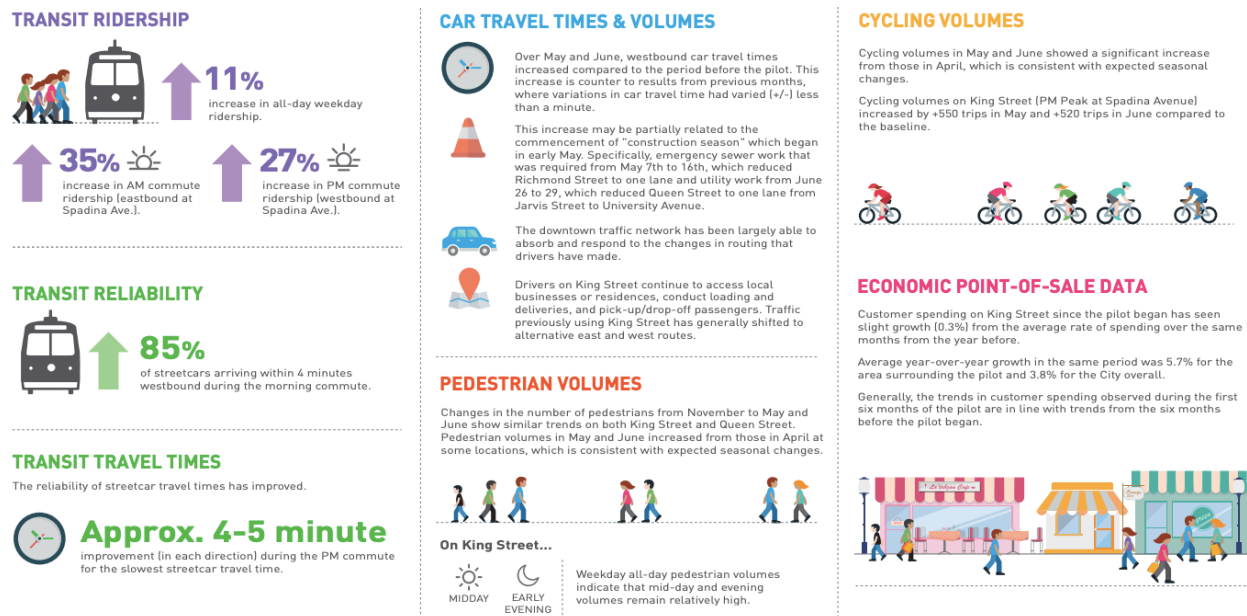 TRANSIT RIDERSHIP
11%
increase in all-day weekday
ridership.
35%
increase in AM commute
ridership (eastbound at
Spadina Ave.).
27%
increase in PM commute
ridership (westbound at
Spadina Ave.).
TRANSIT RELIABILITY
85%
of streetcars arriving within 4 minutes
westbound during the morning commute.
TRANSIT TRAVEL TIMES
The reliability of streetcar travel times has improved.
Approx. 4-5 minute
improvement (in each direction) during the PM commute
for the slowest streetcar travel time.
CAR TRAVEL TIMES & VOLUMES
Over May and June, westbound car travel times
increased compared to the period before the pilot. This
increase is counter to results from previous months,
where variations in car travel time had varied (+/-) less
than a minute.
This increase may be partially related to the
commencement of "construction season" which began
in early May. Specifically, emergency sewer work that
was required from May 7th to 16th, which reduced
Richmond Street to one lane and utility work from June
26 to 29, which reduced Queen Street to one lane from
Jarvis Street to University Avenue.
The downtown traffic network has been largely able to
absorb and respond to the changes in routing that
drivers have made.
Drivers on King Street continue to access local
businesses or residences, conduct loading and
deliveries, and pick-up/drop-off passengers. Traffic
previously using King Street has generally shifted to
alternative east and west routes.
PEDESTRIAN VOLUMES
Changes in the number of pedestrians from November to May and
June show similar trends on both King Street and Queen Street.
Pedestrian volumes in May and June increased from those in April at
some locations, which is consistent with expected seasonal changes.
On King Street...
MIDDAY
EARLY
EVENING
Weekday all-day pedestrian volumes
indicate that mid-day and evening
volumes remain relatively high.
CYCLING VOLUMES
Cycling volumes in May and June showed a significant increase
from those in April, which is consistent with expected seasonal
changes.
Cycling volumes on King Street (PM Peak at Spadina Avenue)
increased by +550 trips in May and +520 trips in June compared to
the baseline.
ECONOMIC POINT-OF-SALE DATA
Customer spending on King Street since the pilot began has seen
slight growth (0.3%) from the average rate of spending over the same
months from the year before.
Average year-over-year growth in the same period was 5.7% for the
area surrounding the pilot and 3.8% for the City overall.
Generally, the trends in customer spending observed during the first
six months of the pilot are in line with trends from the six months
before the pilot began.